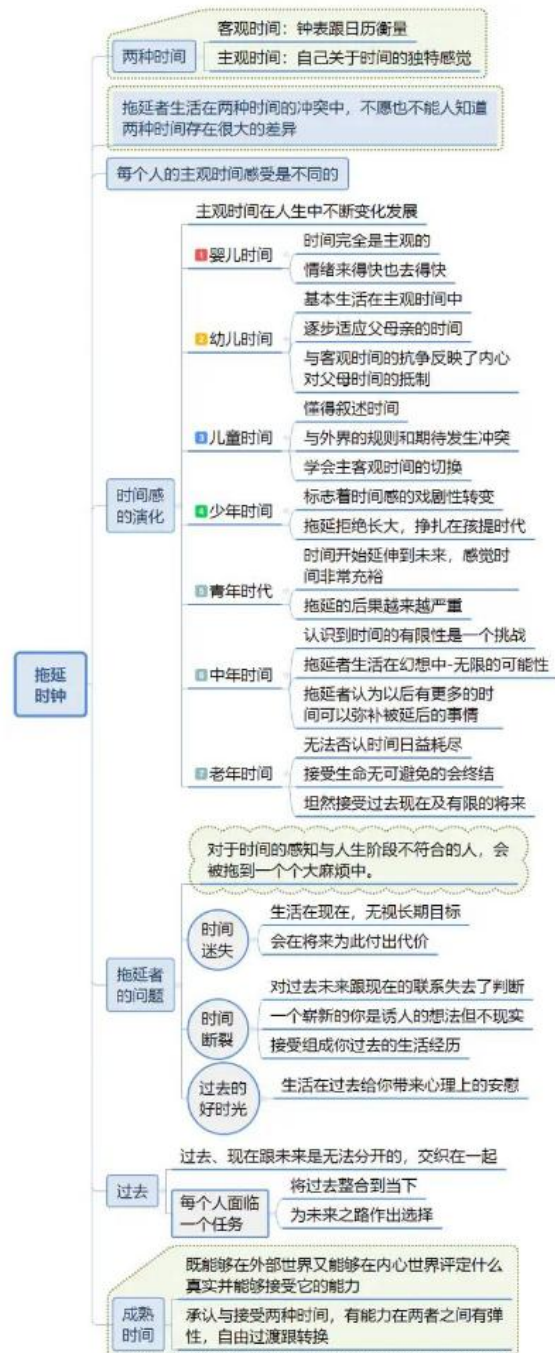 客观时间：钟表跟日历衡量
两种时间
主观时间：自己关于时间的独特感觉
拖延者生活在两种时间的冲突中，不愿也不能人知道
两种时间存在很大的差异
每个人的主观时间感受是不同的
主观时间在人生中不断变化发展
1 婴儿时间
时间完全是主观的
情绪来得快也去得快
2 幼儿时间
基本生活在主观时间中
逐步适应父母亲的时间
与客观时间的抗争反映了内心
对父母时间的抵制
3 儿童时间
懂得叙述时间
与外界的规则和期待发生冲突
学会主客观时间的切换
时间感
的演化
4 少年时间
标志着时间感的戏剧性转变
拖延拒绝长大，挣扎在孩提时代
5 青年时代
时间开始延伸到未来，感觉时
间非常充裕
拖延的后果越来越严重
拖延
时钟
6 中年时间
认识到时间的有限性是一个挑战
拖延者生活在幻想中-无限的可能性
拖延者认为以后有更多的时
间可以弥补被延后的事情
7 老年时间
无法否认时间日益耗尽
接受生命无可避免的会终结
坦然接受过去现在及有限的将来
对于时间的感知与人生阶段不符合的人，会
被拖到一个个大麻烦中。
时间
迷失
生活在现在，无视长期目标
会在将来为此付出代价
拖延者
的问题
时间
断裂
对过去未来跟现在的联系失去了判断
一个崭新的你是诱人的想法但不现实
接受组成你过去的生活经历
过去的
好时光
生活在过去给你带来心理上的安慰
过去
过去、现在跟未来是无法分开的，交织在一起
每个人面临
一个任务
将过去整合到当下
为未来之路作出选择
成熟
时间
既能够在外部世界又能够在内心世界评定什么
真实并能够接受它的能力
承认与接受两种时间，有能力在两者之间有弹
性，自由过渡跟转换